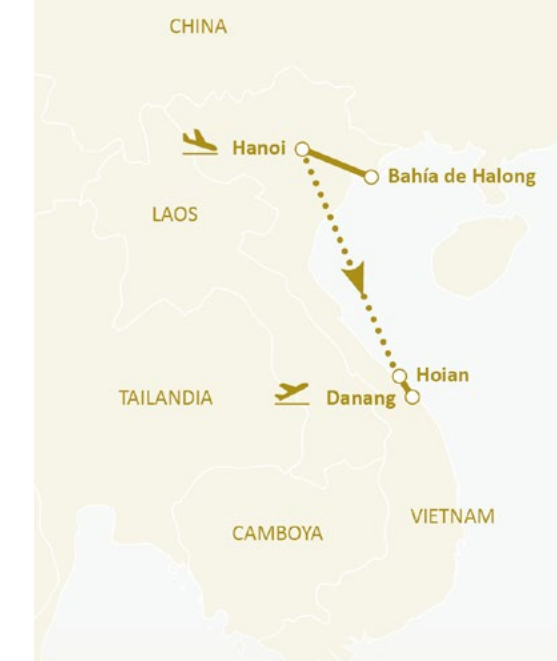 CHINA
Hanoi
Bahía de Halong
LAOS
Hoian
TAILANDIA
Danang
VIETNAM
CAMBOYA